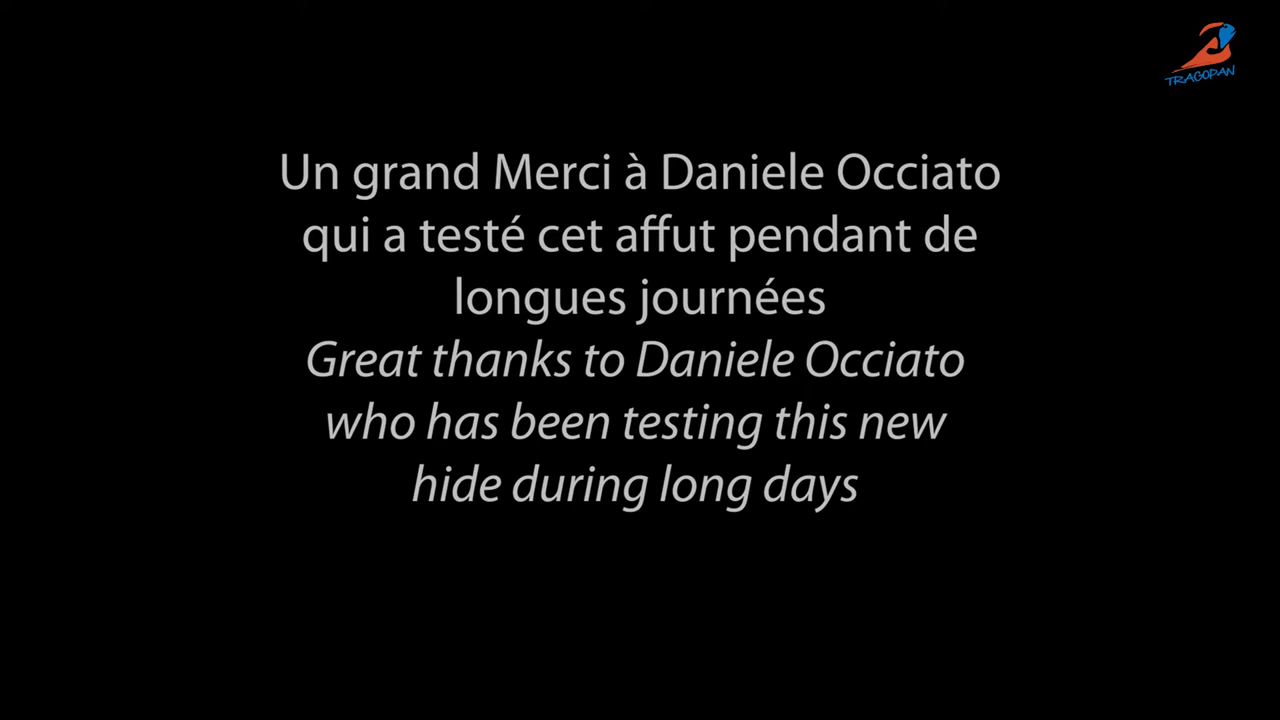 TRAGOPAN
Un grand Merci à Daniele Occiato
qui a testé cet affut pendant de
longues journées
Great thanks to Daniele Occiato
who has been testing this new
hide during long days